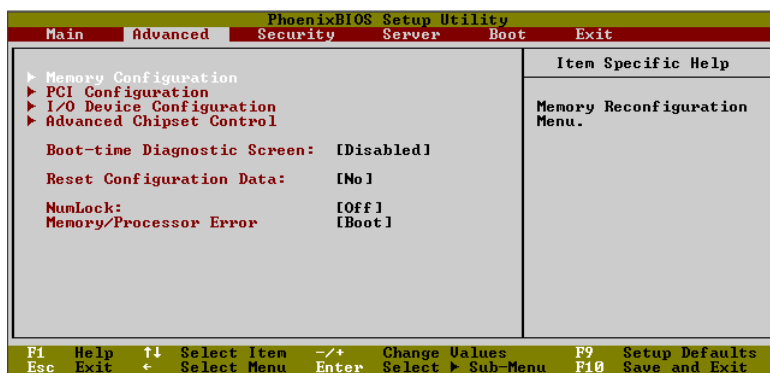 PhoenixBIOS Setup Utility
Main Advanced Security Server Boot Exit
Item Specific Help
▶ Memory Configuration
▶ PCI Configuration
▶ I/O Device Configuration
▶ Advanced Chipset Control
Boot-time Diagnostic Screen: [Disabled]
Reset Configuration Data: [No]
NumLock: [Off]
Memory/Processor Error [Boot]
Memory Reconfiguration
Menu.
F1 Help ↑↓ Select Item -/+ Change Values F9 Setup Defaults
Esc Exit ← Select Menu Enter Select ▶ Sub-Menu F10 Save and Exit